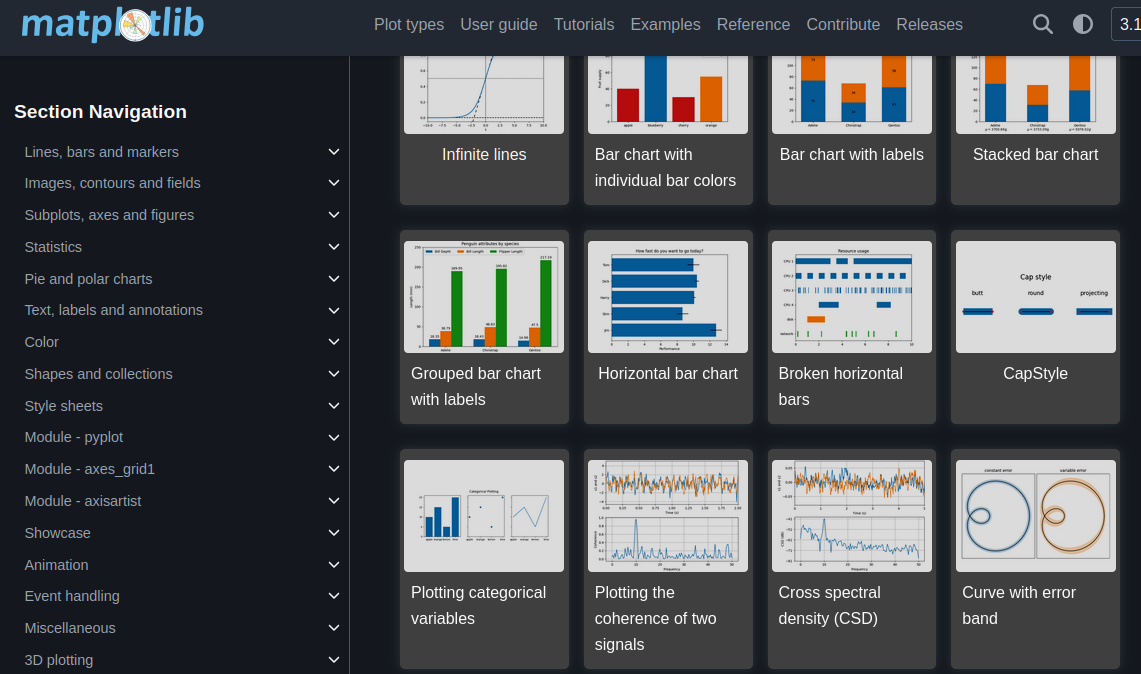 matplotlib
Plot types User guide Tutorials Examples Reference Contribute Releases
3.1
Section Navigation
Lines, bars and markers
Images, contours and fields
Subplots, axes and figures
Statistics
Pie and polar charts
Text, labels and annotations
Color
Shapes and collections
Style sheets
Module - pyplot
Module - axes_grid1
Module - axisartist
Showcase
Animation
Event handling
Miscellaneous
3D plotting
Infinite lines
Bar chart with
individual bar colors
Bar chart with labels
Stacked bar chart
Penguin attributes by species
Grouped bar chart
with labels
How fast do you want to go today?
Performance
Horizontal bar chart
Resource usage
Broken horizontal
bars
Cap style
butt round projecting
CapStyle
Categorical Plotting
Plotting categorical
variables
Time (s)
Frequency
Plotting the
coherence of two
signals
Time (s)
Frequency
Cross spectral
density (CSD)
constant error variable error
Curve with error
band